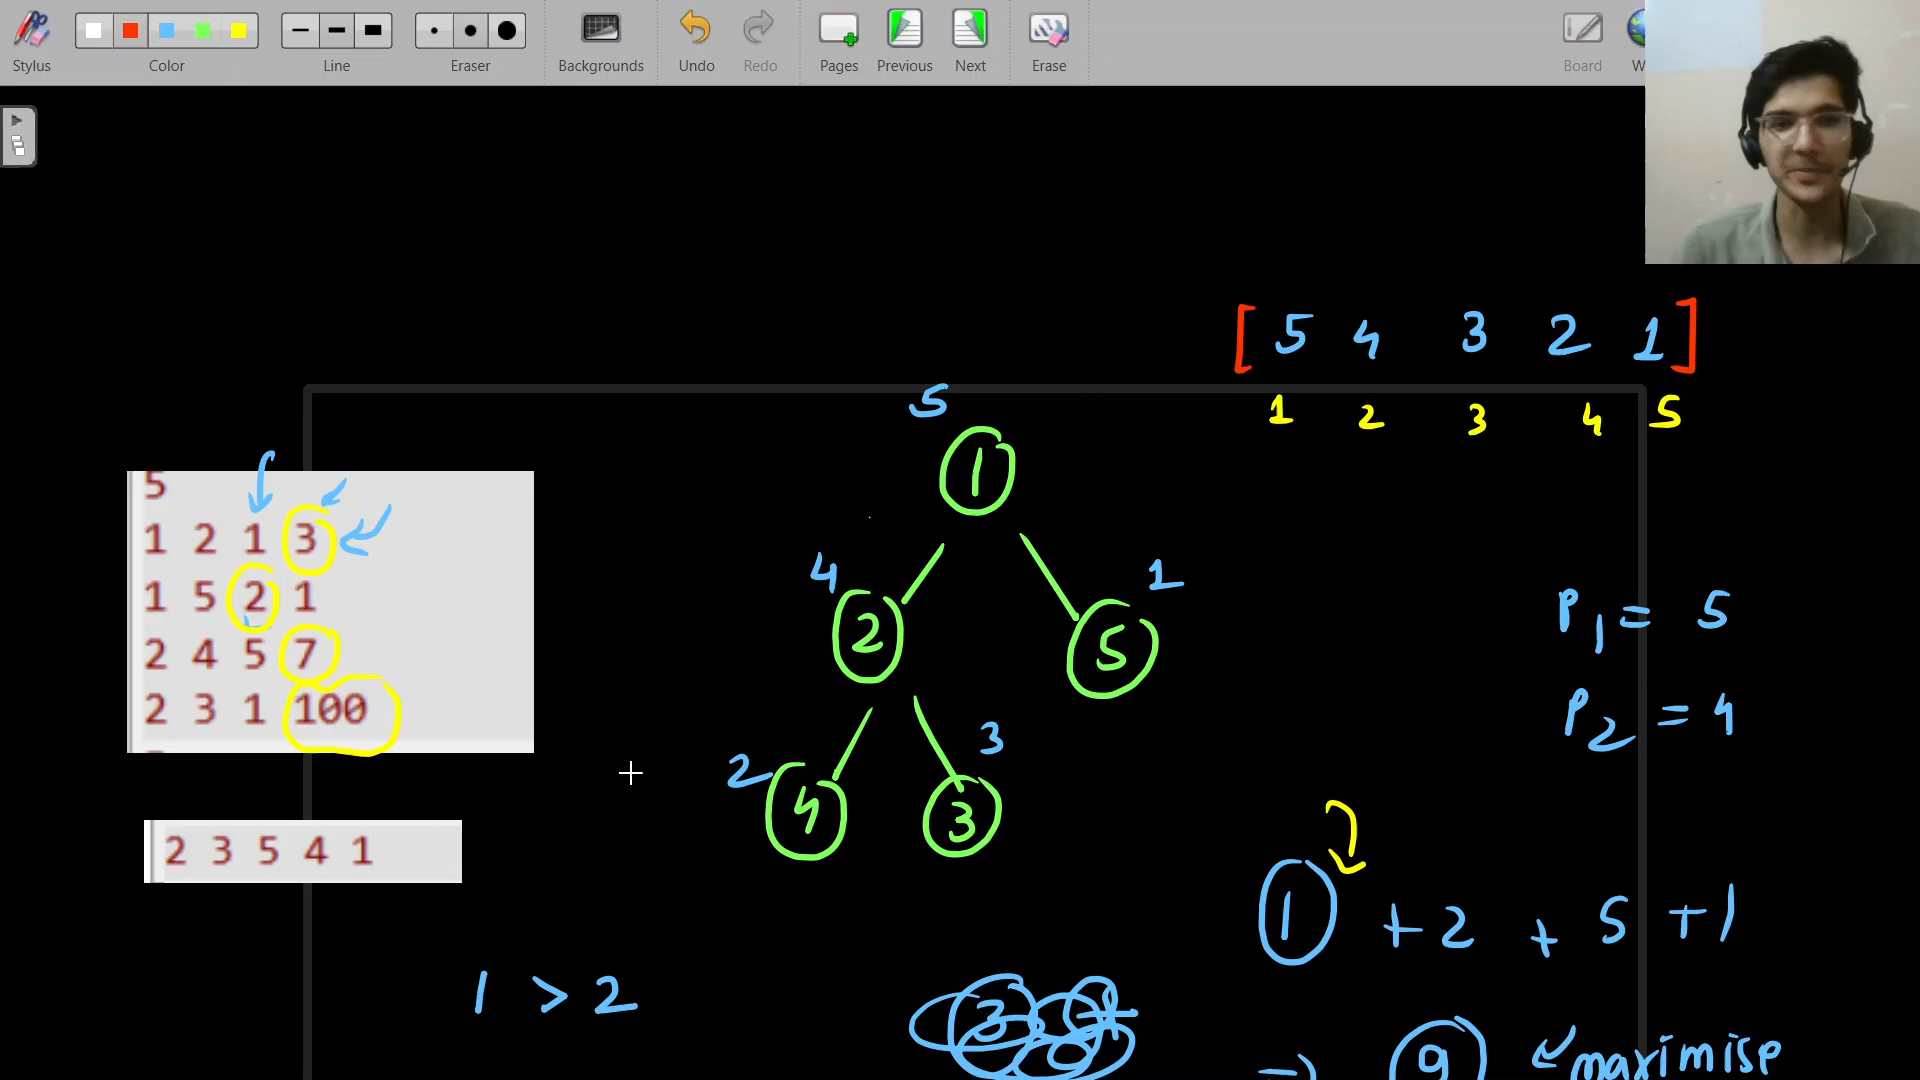 Stylus Color Line Eraser Backgrounds Undo Redo Pages Previous Next Erase Board W
[ 5 4 3 2 1 ]
1 2 3 4 5
5
1
4
2
1
5
2
4
3
3
5
1 2 1 3
1 5 2 1
2 4 5 7
2 3 1 100
2 3 5 4 1
P1 = 5
P2 = 4
1 + 2 + 5 + 1
1 > 2
=> 9 maximise